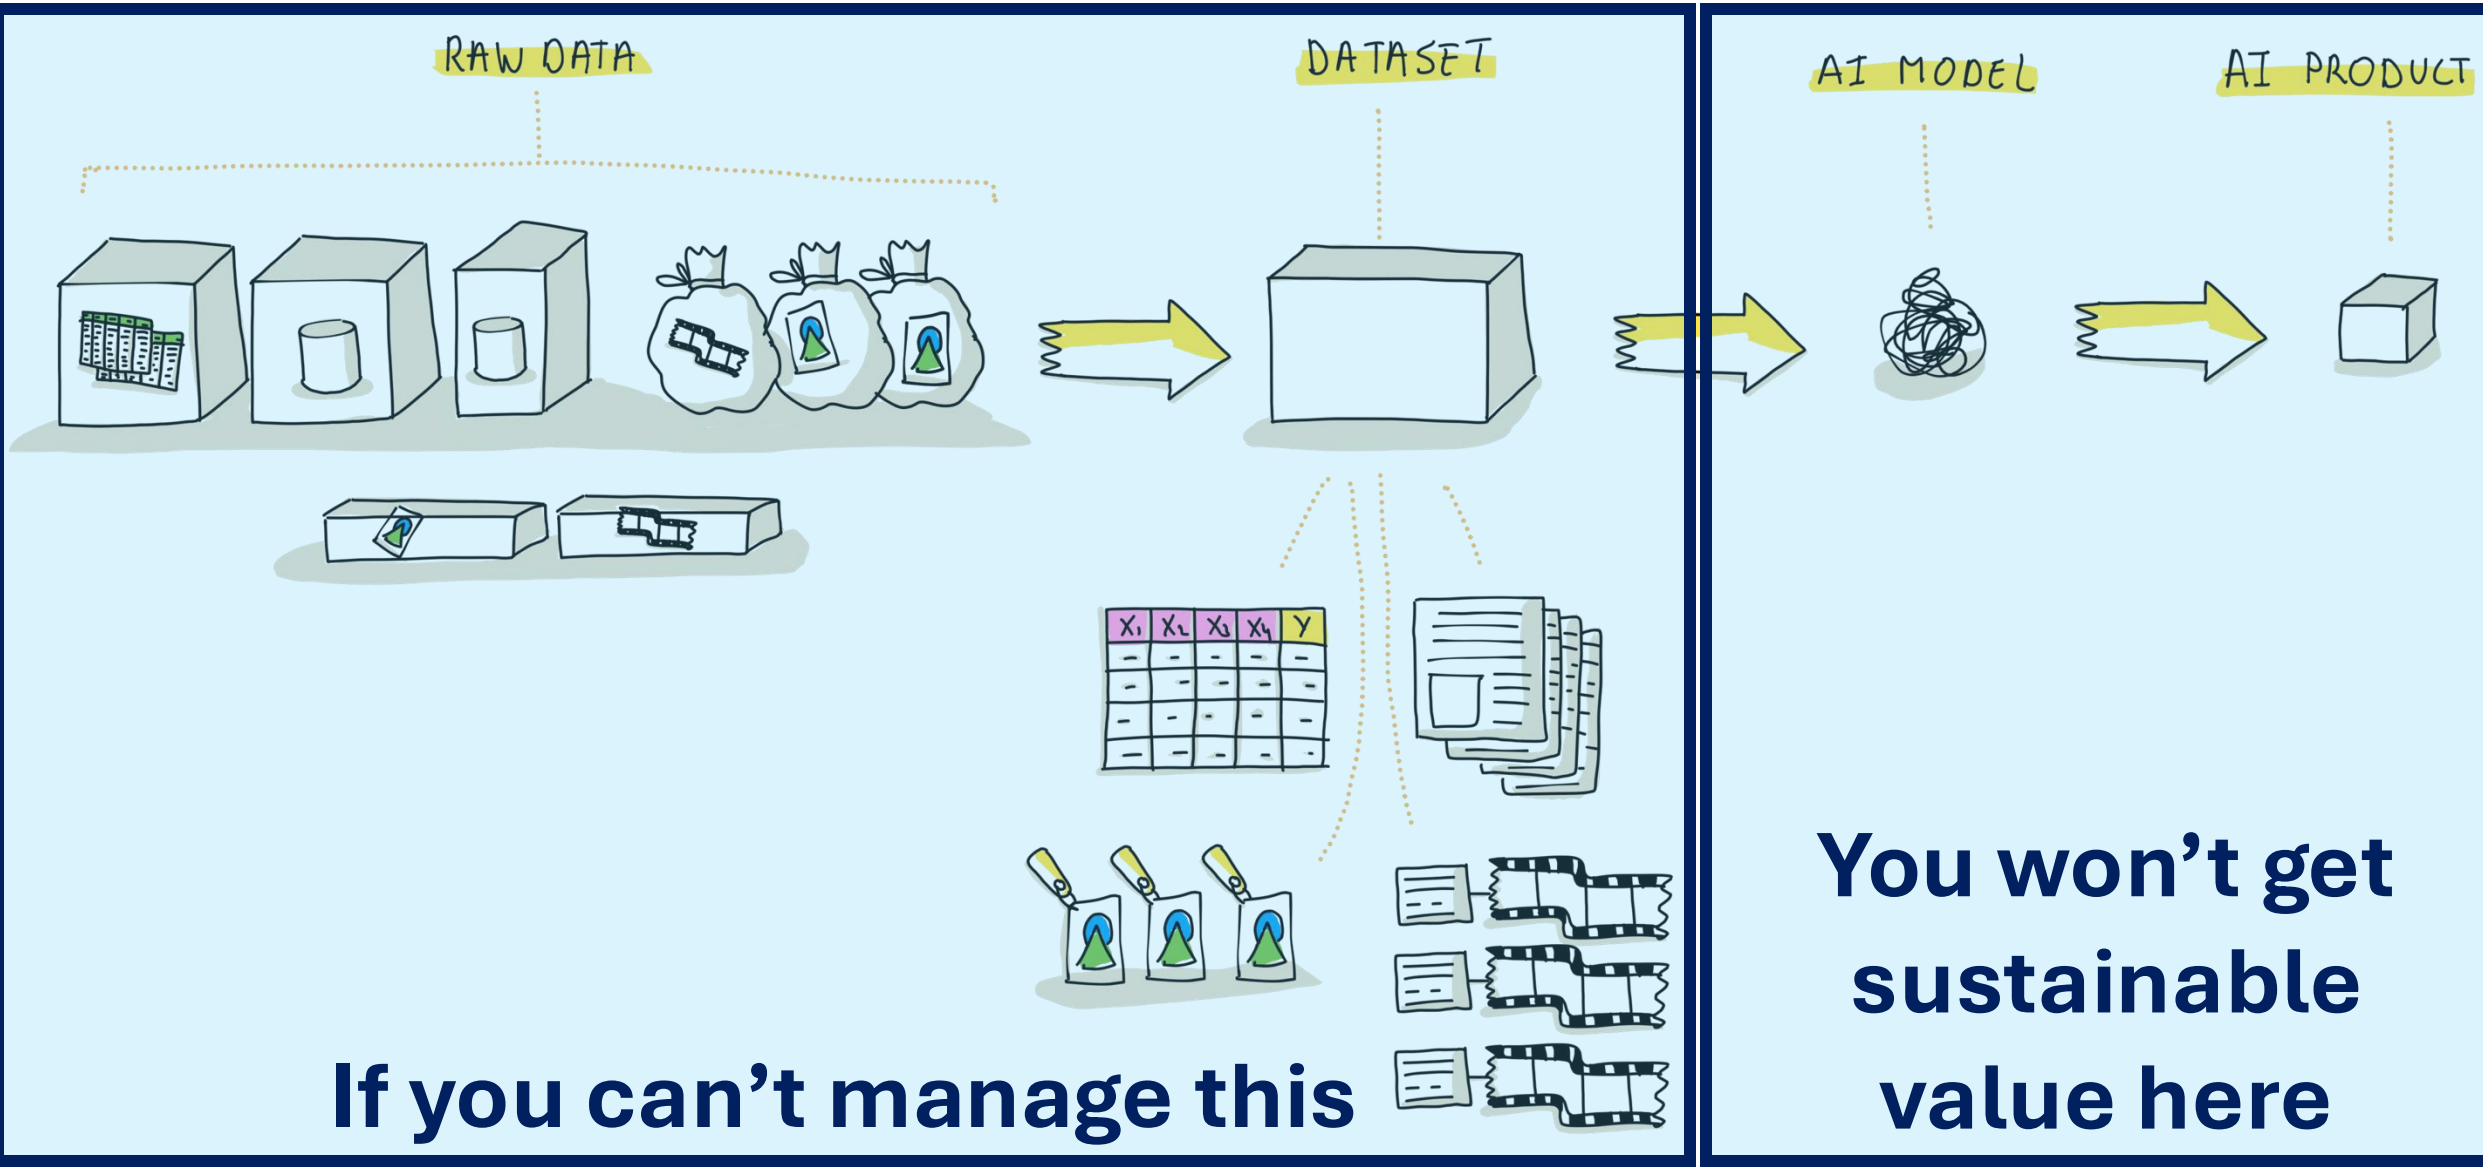 RAW DATA
DATASET
AI MODEL
AI PRODUCT
X₁ X₂ X₃ X₄ Y
If you can’t manage this
You won’t get
sustainable
value here